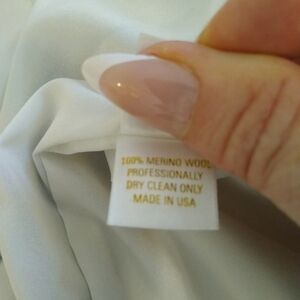 100% MERINO WOOL
PROFESSIONALLY
DRY CLEAN ONLY
MADE IN USA